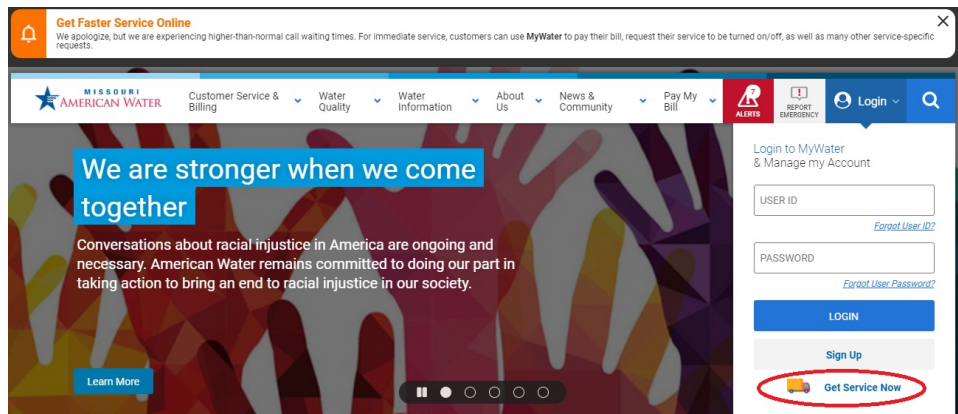 Get Faster Service Online
We apologize, but we are experiencing higher-than-normal call waiting times. For immediate service, customers can use MyWater to pay their bill, request their service to be turned on/off, as well as many other service-specific
requests.
MISSOURI
AMERICAN WATER
Customer Service &
Billing
Water
Quality
Water
Information
About
Us
News &
Community
Pay My
Bill
7
ALERTS
REPORT
EMERGENCY
Login
We are stronger when we come
together
Conversations about racial injustice in America are ongoing and
necessary. American Water remains committed to doing our part in
taking action to bring an end to racial injustice in our society.
Learn More
Login to MyWater
& Manage my Account
USER ID
Forgot User ID?
PASSWORD
Forgot User Password?
LOGIN
Sign Up
Get Service Now